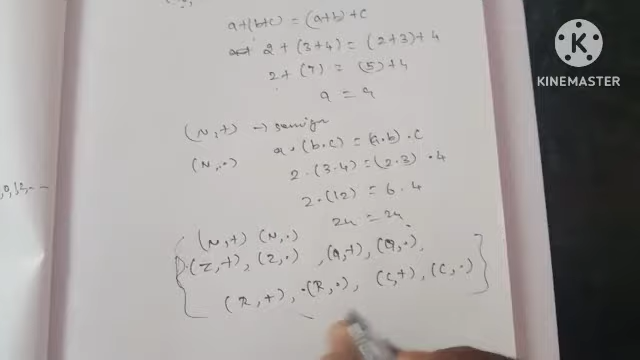 a+(b+c) = (a+b)+c
2+(3+4) = (2+3)+4
2+(7) = (5)+4
9 = 9
(N,+) → semigr
(N,·) a·(b·c) = (a·b)·c
2·(3·4) = (2·3)·4
2·(12) = 6·4
24 = 24
(N,+) (N,·)
(Z,+), (Z,·), (Q,+), (Q,·),
(R,+), (R,·), (C,+), (C,·)
KINEMASTER